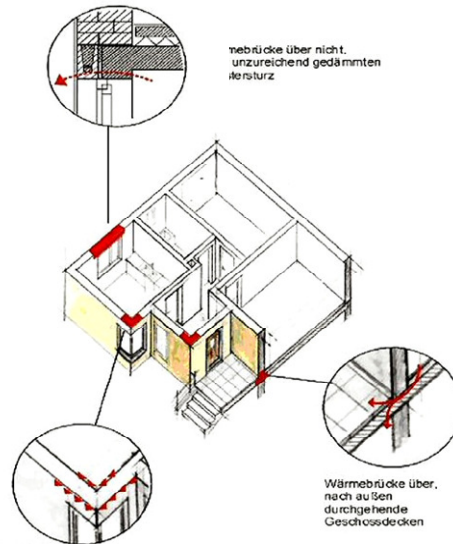 mebrücke über nicht.
unzureichend gedämmten
stersturz
Wärmebrücke über,
nach außen
durchgehende
Geschossdecken